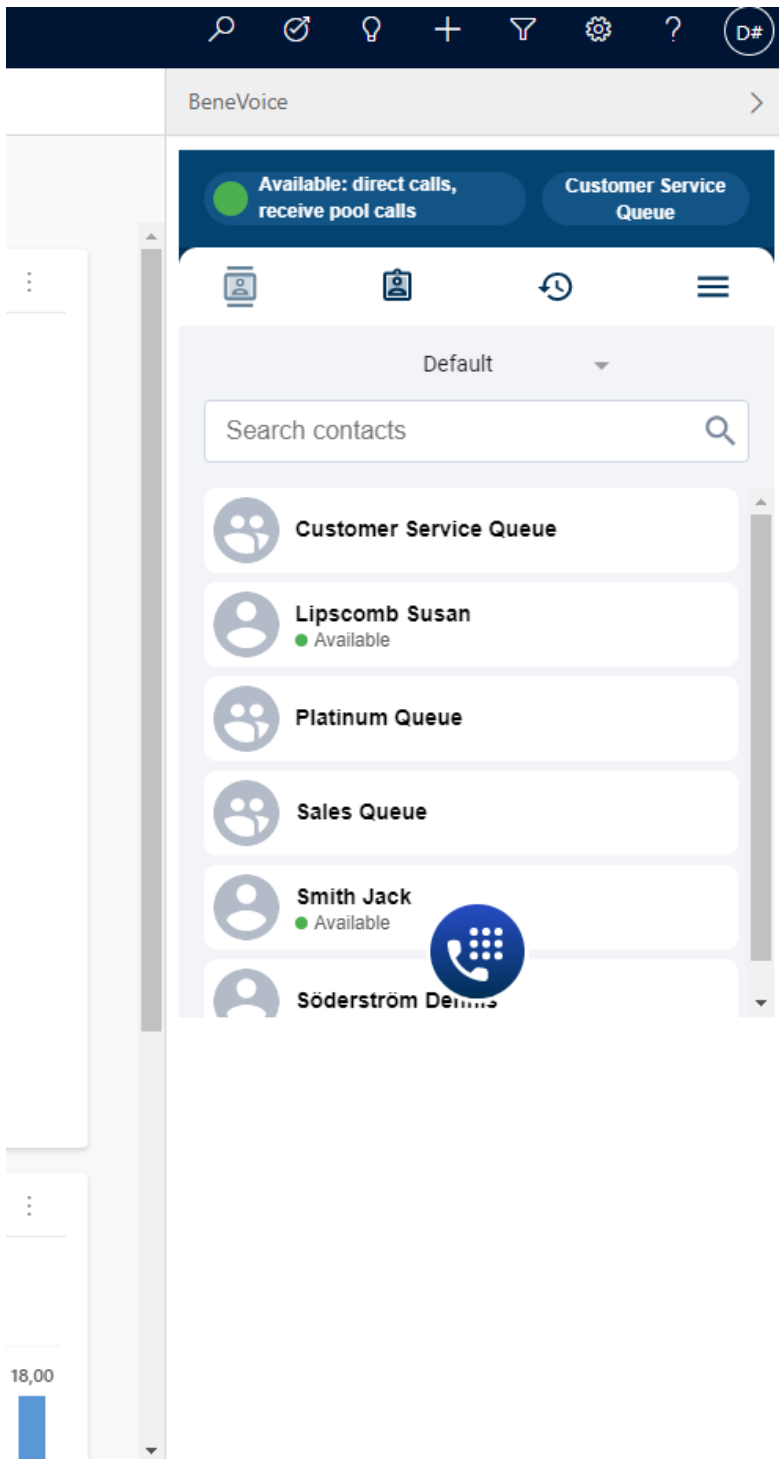 D#
BeneVoice
Available: direct calls,
receive pool calls
Customer Service
Queue
Default
Search contacts
Customer Service Queue
Lipscomb Susan
Available
Platinum Queue
Sales Queue
Smith Jack
Available
Söderström
18,00